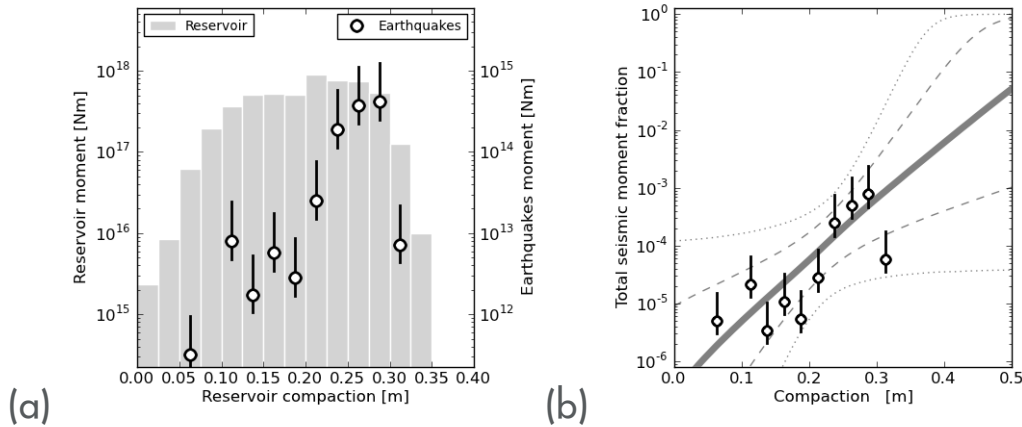 Reservoir
Earthquakes
10^18
10^17
10^16
10^15
Reservoir moment [Nm]
10^15
10^14
10^13
10^12
Earthquakes moment [Nm]
0.00 0.05 0.10 0.15 0.20 0.25 0.30 0.35 0.40
Reservoir compaction [m]
(a)
10^0
10^-1
10^-2
10^-3
10^-4
10^-5
10^-6
Total seismic moment fraction
0.0 0.1 0.2 0.3 0.4 0.5
Compaction [m]
(b)